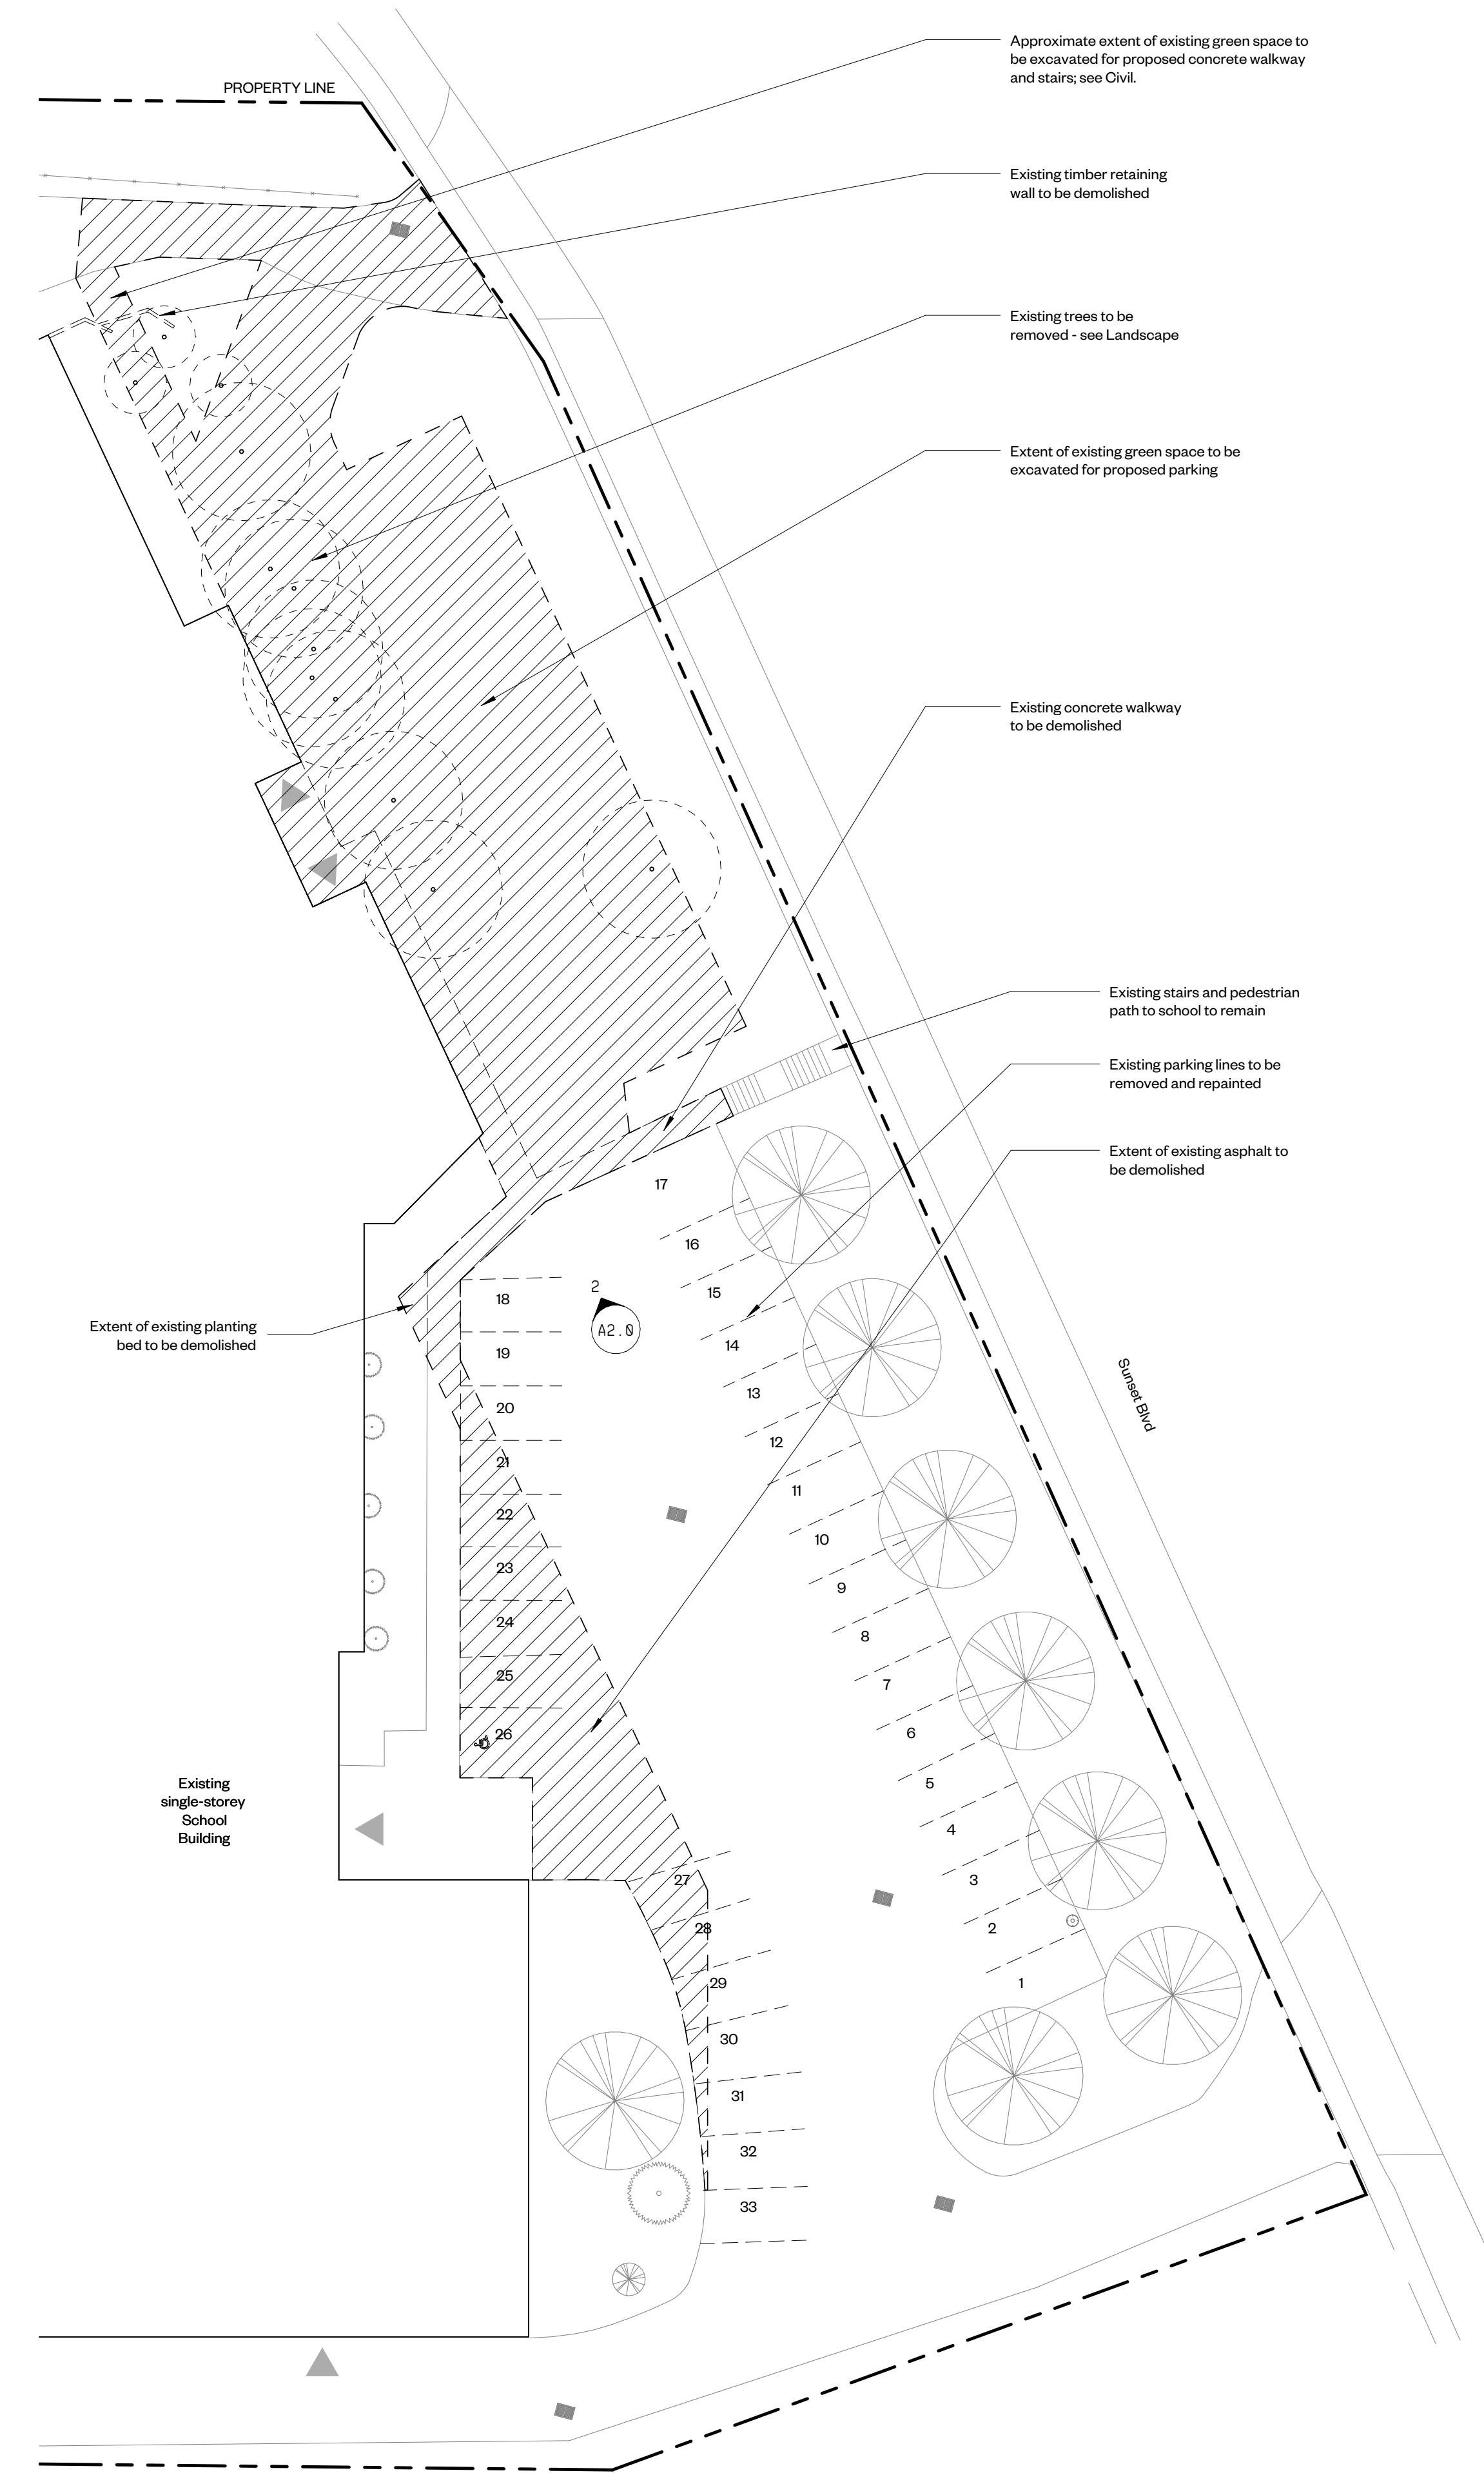 Approximate extent of existing green space to
be excavated for proposed concrete walkway
and stairs; see Civil.
PROPERTY LINE
Existing timber retaining
wall to be demolished
Existing trees to be
removed - see Landscape
Extent of existing green space to be
excavated for proposed parking
Existing concrete walkway
to be demolished
Existing stairs and pedestrian
path to school to remain
Existing parking lines to be
removed and repainted
Extent of existing asphalt to
be demolished
17
16
15
14
13
12
11
10
9
8
7
6
5
4
3
2
1
2
A2.0
Sunset Blvd
Extent of existing planting
bed to be demolished
18
19
20
21
22
23
24
25
26
27
28
29
30
31
32
33
Existing
single-storey
School
Building